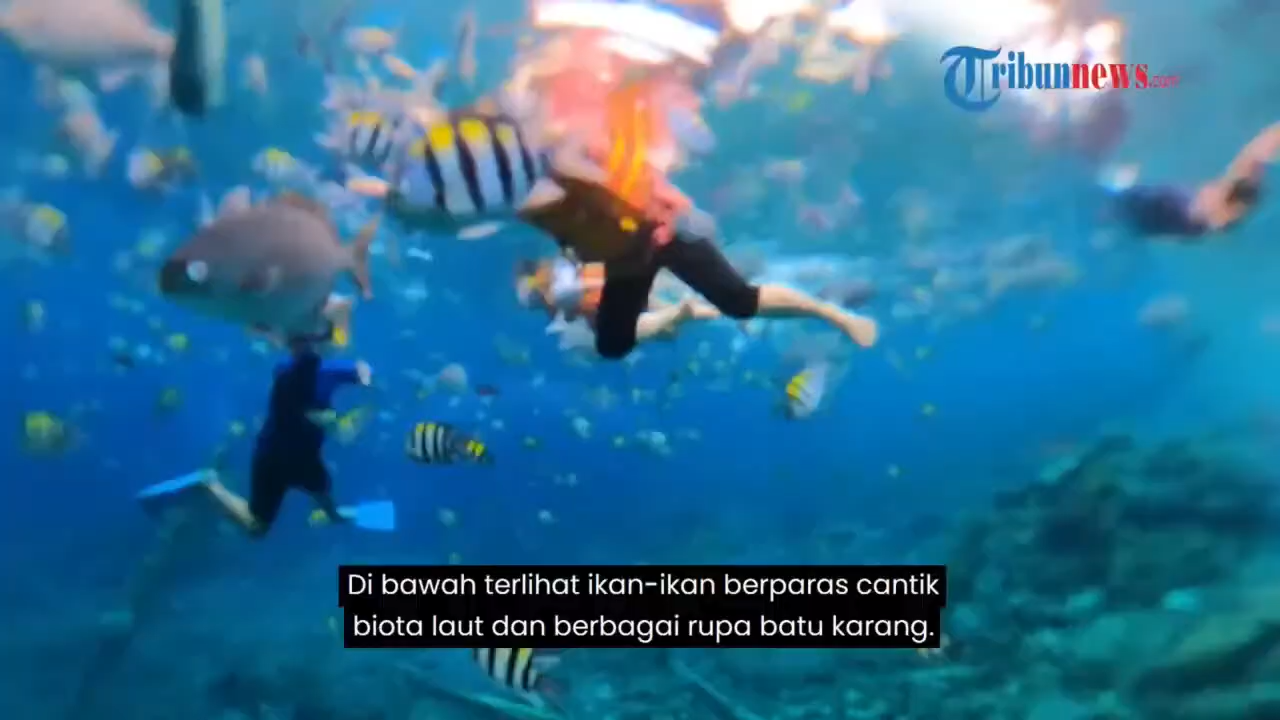 Tribunnews.com
Di bawah terlihat ikan-ikan berparas cantik
biota laut dan berbagai rupa batu karang.